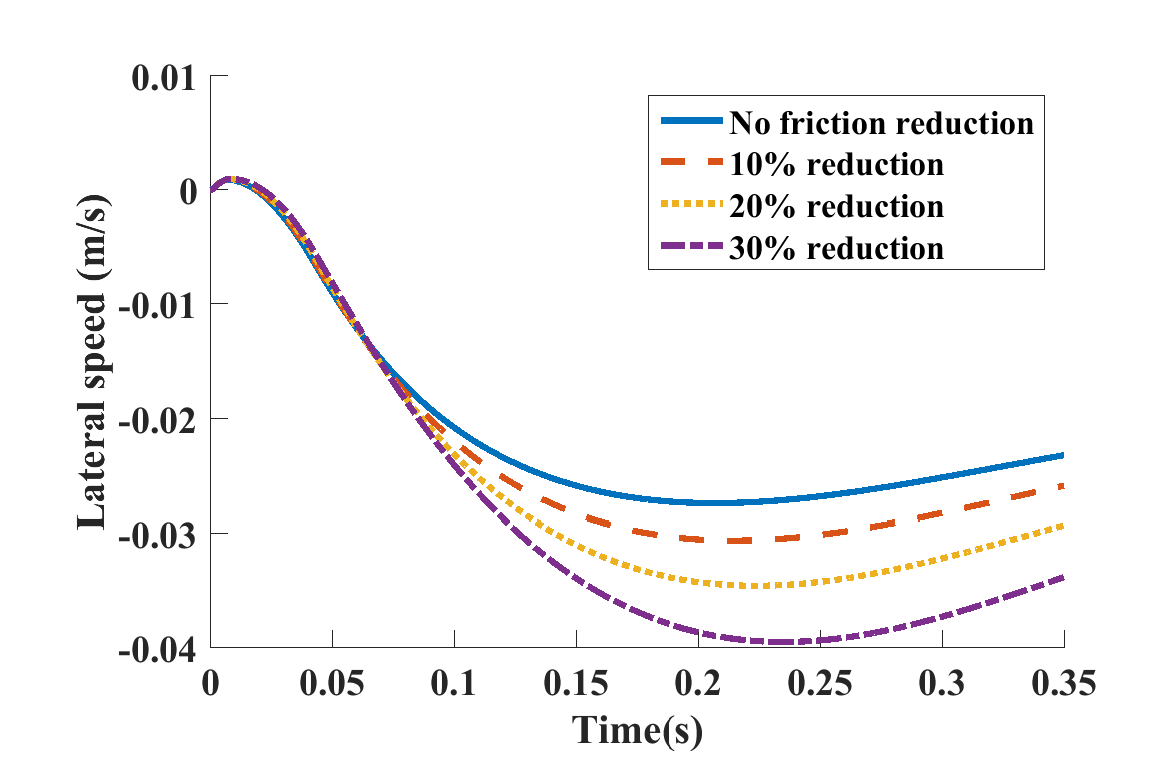 0.01
0
-0.01
-0.02
-0.03
-0.04
Lateral speed (m/s)
No friction reduction
10% reduction
20% reduction
30% reduction
0 0.05 0.1 0.15 0.2 0.25 0.3 0.35
Time(s)